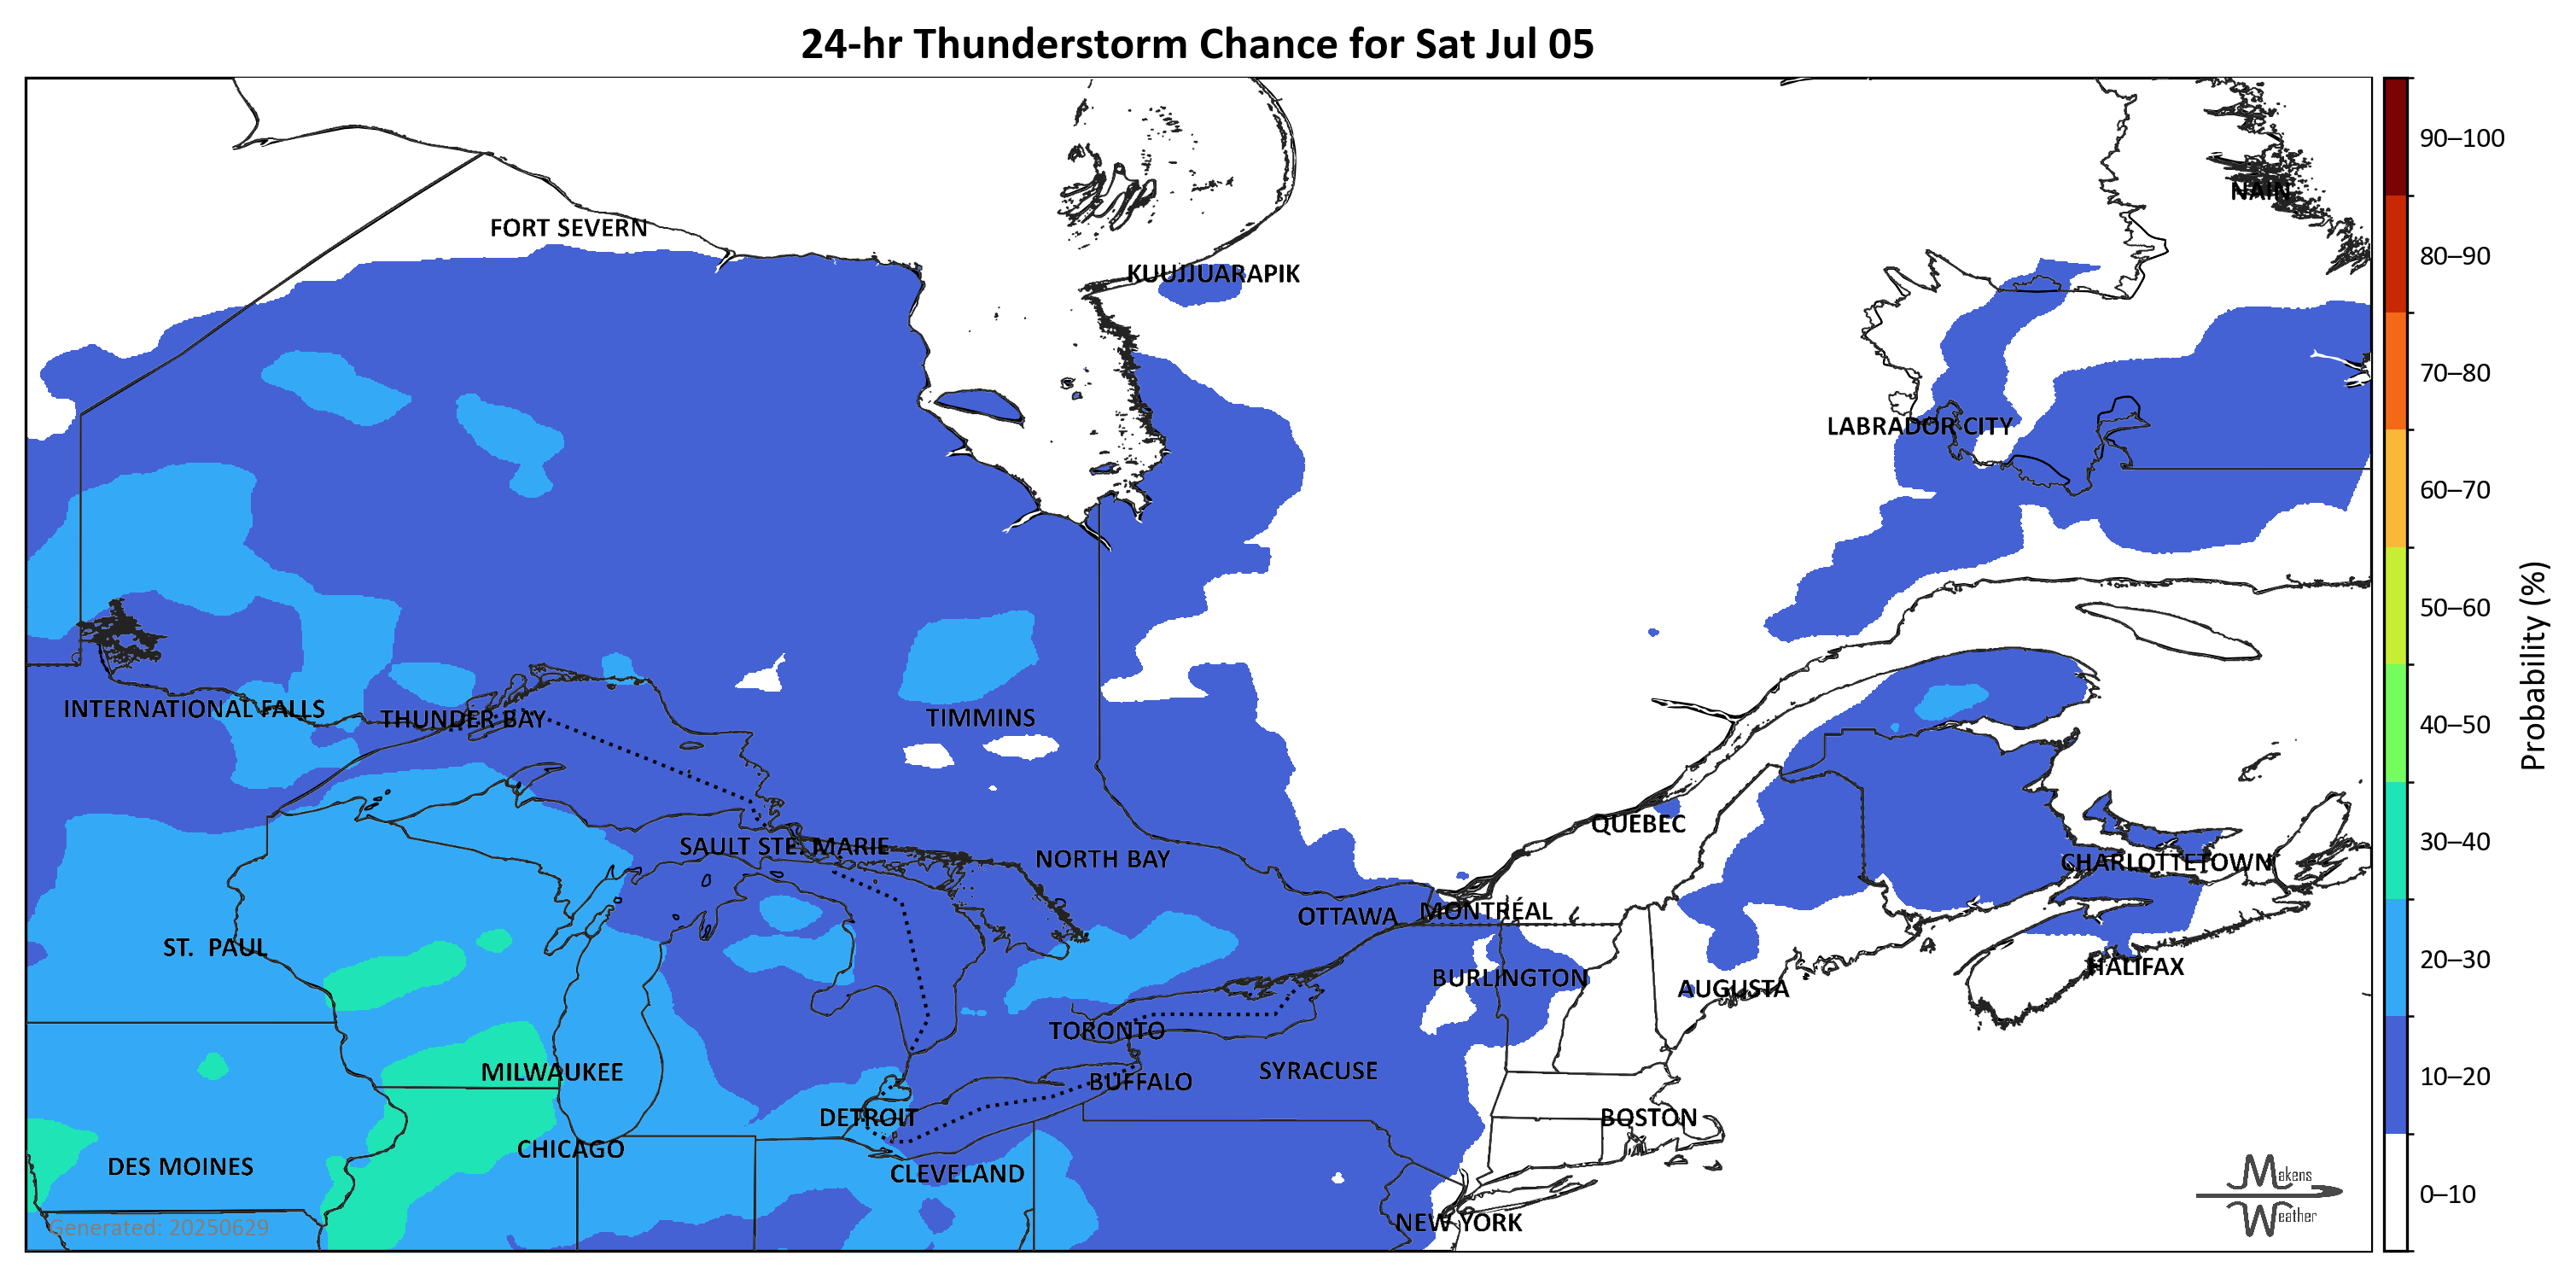 24-hr Thunderstorm Chance for Sat Jul 05
90–100
NAIN
FORT SEVERN
80–90
KUUJJUARAPIK
70–80
LABRADOR CITY
60–70
50–60
INTERNATIONAL FALLS
THUNDER BAY
TIMMINS
40–50
Probability (%)
QUEBEC
SAULT STE. MARIE
NORTH BAY
30–40
CHARLOTTETOWN
OTTAWA
MONTRÉAL
ST. PAUL
20–30
HALIFAX
BURLINGTON
AUGUSTA
TORONTO
MILWAUKEE
SYRACUSE
BUFFALO
10–20
DETROIT
BOSTON
CHICAGO
DES MOINES
CLEVELAND
Makens
Weather
0–10
NEW YORK
Generated: 20250629